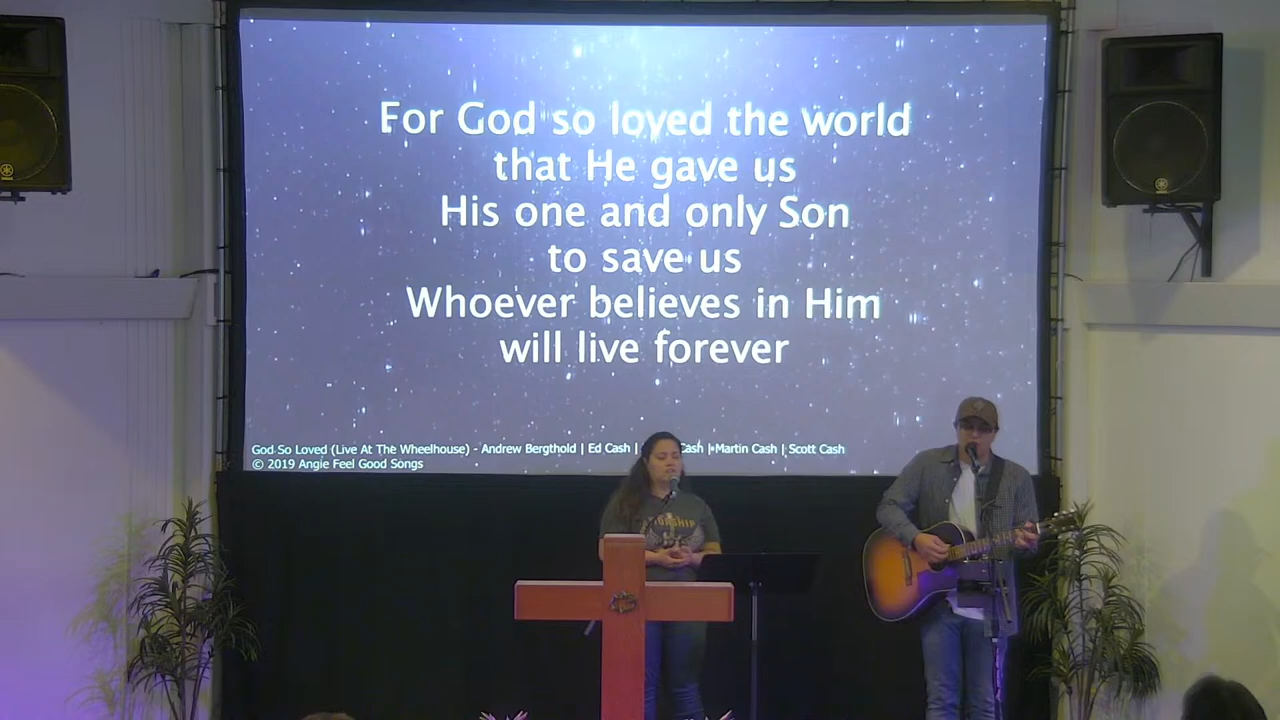 For God so loved the world
that He gave us
His one and only Son
to save us
Whoever believes in Him
will live forever
God So Loved (Live At The Wheelhouse) - Andrew Bergthold | Ed Cash | Cash | Martin Cash | Scott Cash
© 2019 Angie Feel Good Songs
WORSHIP